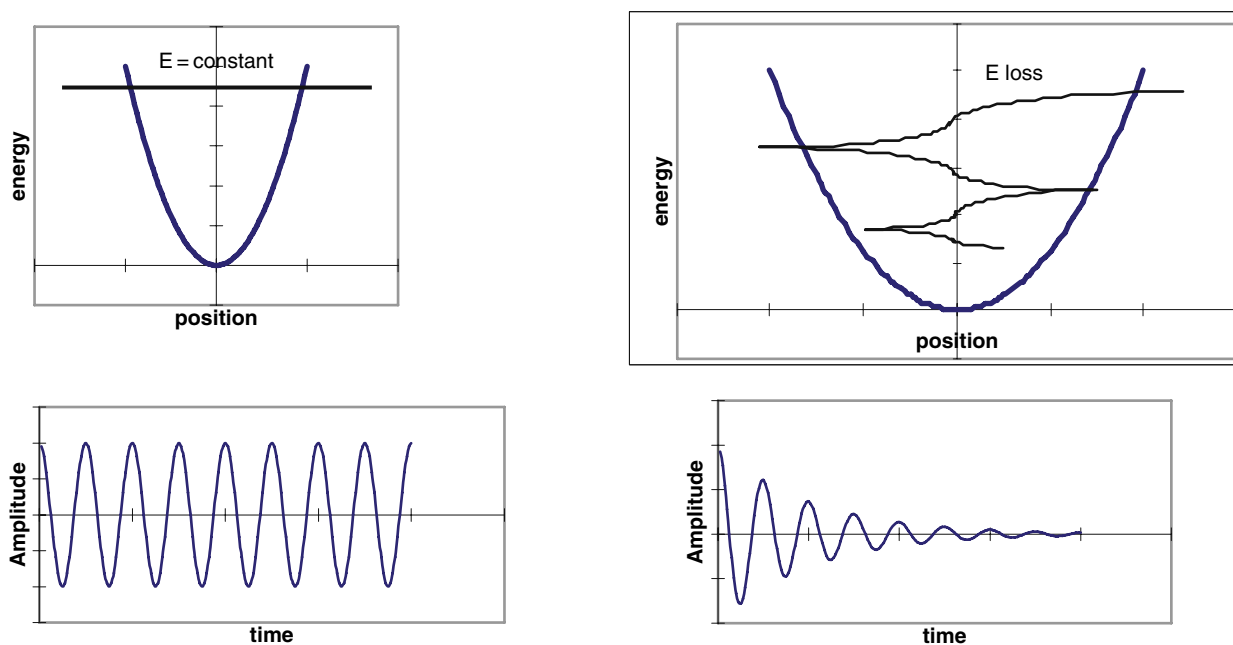 E = constant
energy
position
E loss
energy
position
Amplitude
time
Amplitude
time